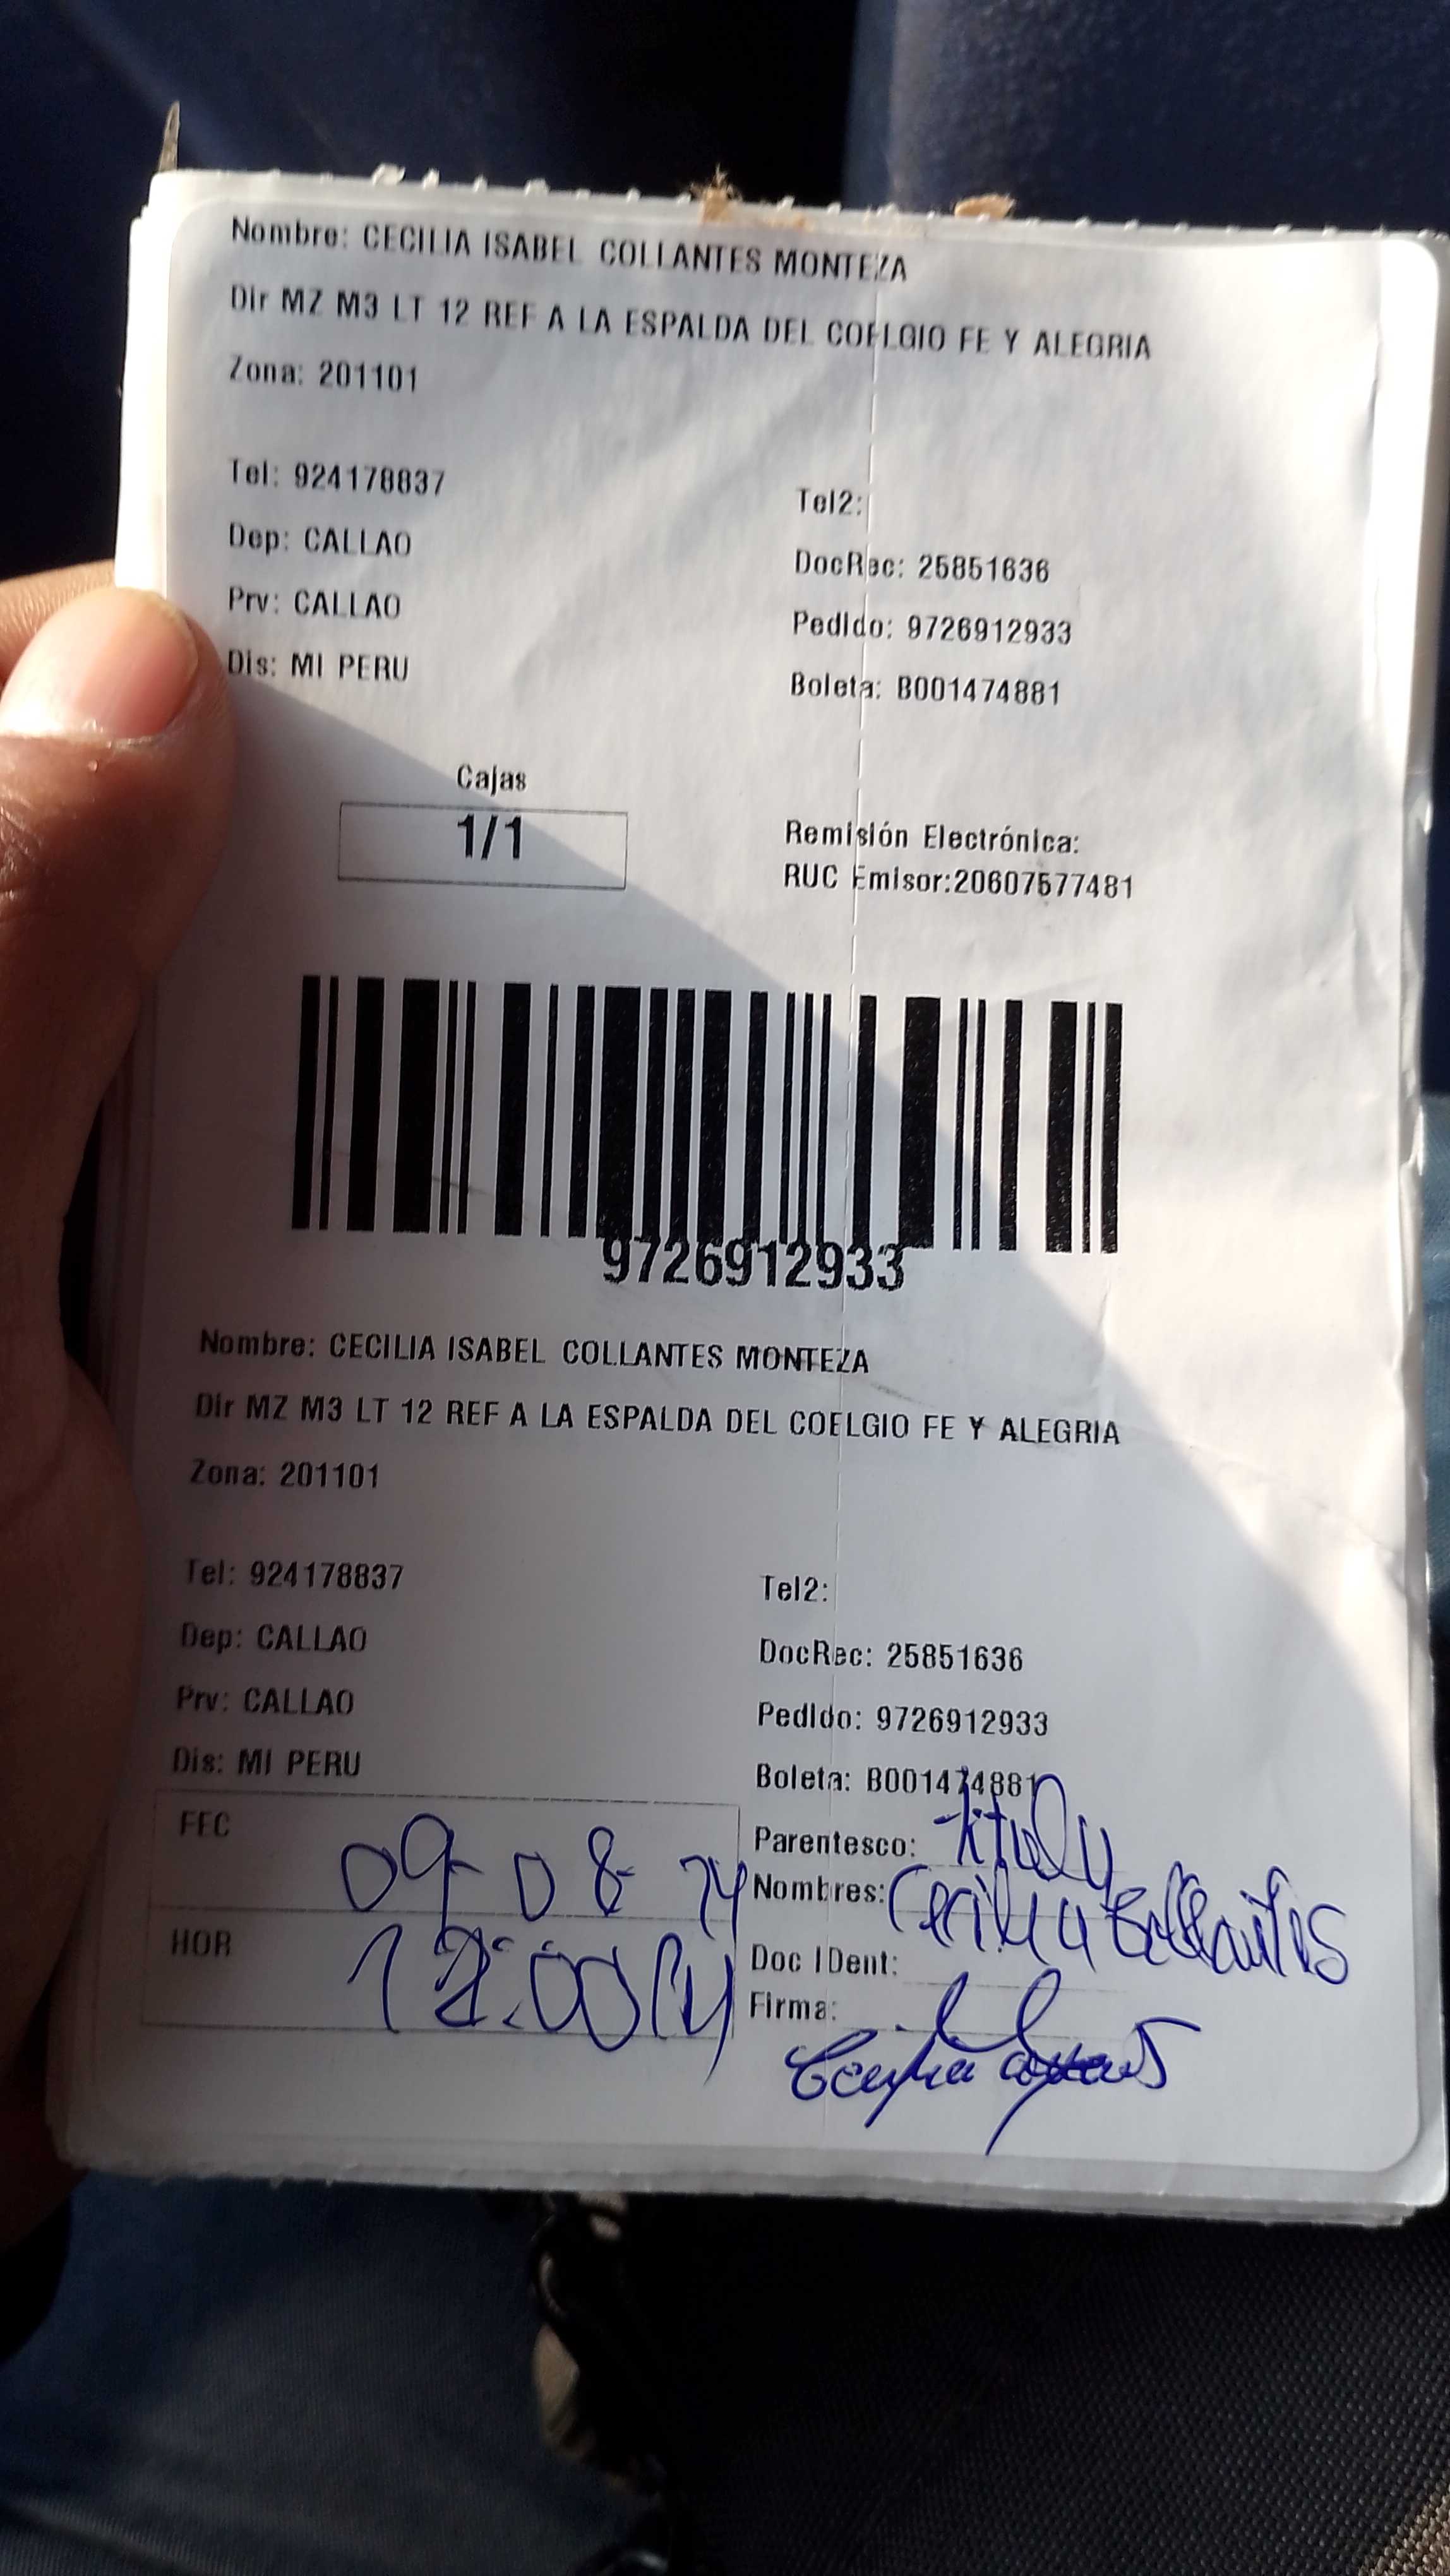 Nombre: CECILIA ISABEL COLLANTES MONTEZA
Dir MZ M3 LT 12 REF A LA ESPALDA DEL COELGIO FE Y ALEGRIA
Zona: 201101
Tel: 924178837
Tel2:
Dep: CALLAO
DocRec: 25851636
Prv: CALLAO
Pedido: 9726912933
Dis: MI PERU
Boleta: B001474881
Cajas
1/1
Remisión Electrónica:
RUC Emisor:20607577481
9726912933
Nombre: CECILIA ISABEL COLLANTES MONTEZA
Dir MZ M3 LT 12 REF A LA ESPALDA DEL COELGIO FE Y ALEGRIA
Zona: 201101
Tel: 924178837
Tel2:
Dep: CALLAO
DocRec: 25851636
Prv: CALLAO
Pedido: 9726912933
Dis: MI PERU
Boleta: B001474881
FEC 09-08-24
Parentesco:
Nombres: Cecilia Collantes
HOR 12:00
Doc IDent:
Firma: